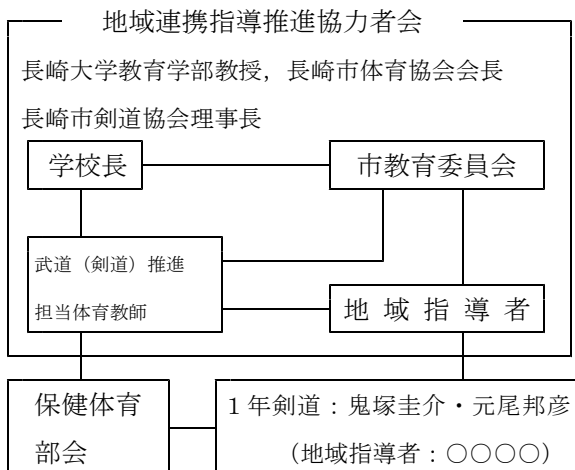 地域連携指導推進協力者会
長崎大学教育学部教授，長崎市体育協会会長
長崎市剣道協会理事長
学校長
市教育委員会
武道（剣道）推進
担当体育教師
地域指導者
保健体育
部会
１年剣道：鬼塚圭介・元尾邦彦
（地域指導者：○○○○）